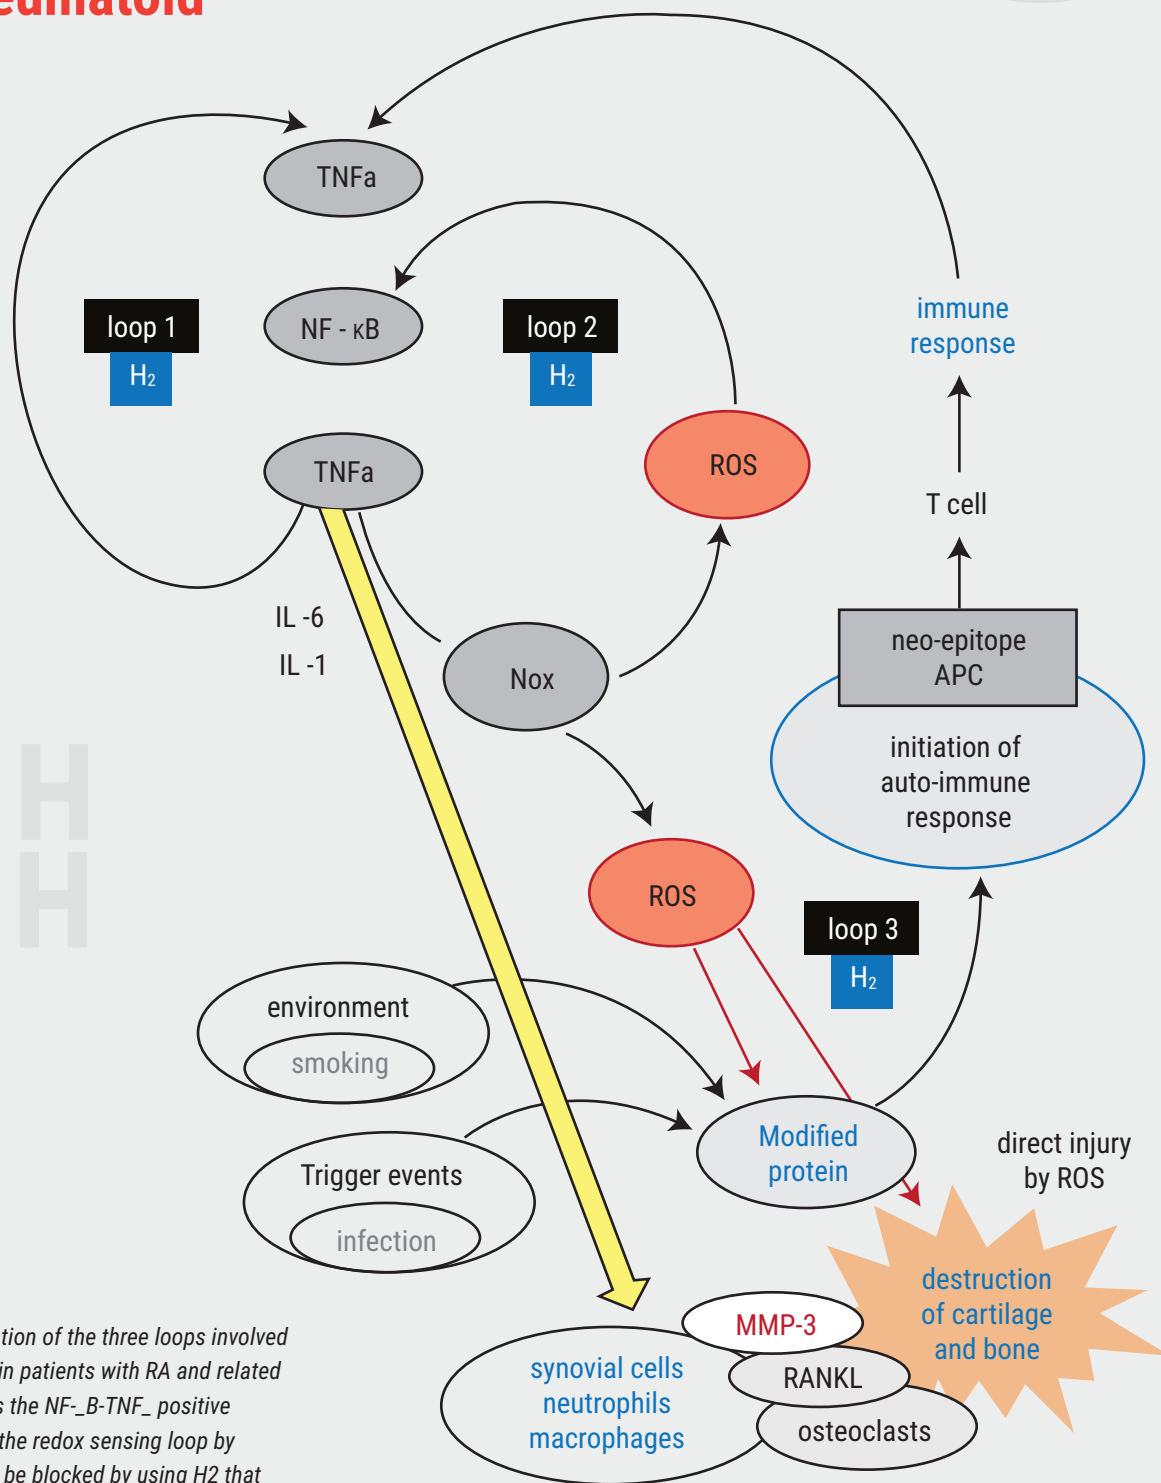 TNFa
NF - κB
loop 1
H₂
loop 2
H₂
TNFa
ROS
immune
response
T cell
neo-epitope
APC
initiation of
auto-immune
response
IL -6
IL -1
Nox
H
H
ROS
loop 3
H₂
environment
smoking
Trigger events
infection
Modified
protein
direct injury
by ROS
destruction
of cartilage
and bone
MMP-3
RANKL
osteoclasts
synovial cells
neutrophils
macrophages
of the three loops involved
in patients with RA and related
the NF-_B-TNF_ positive
the redox sensing loop by
be blocked by using H2 that